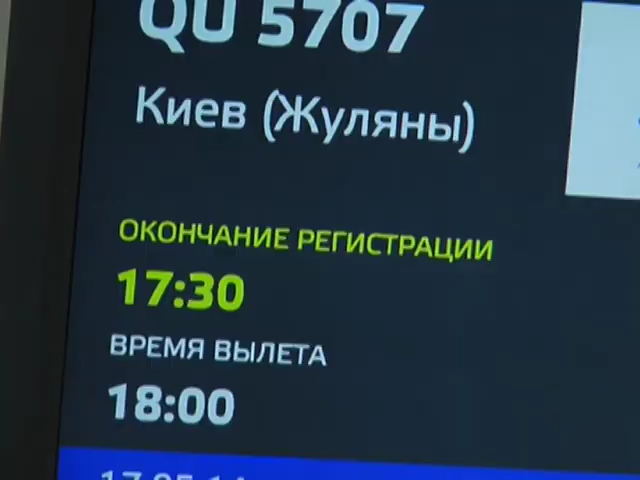 QU 5707
Киев (Жуляны)
ОКОНЧАНИЕ РЕГИСТРАЦИИ
17:30
ВРЕМЯ ВЫЛЕТА
18:00